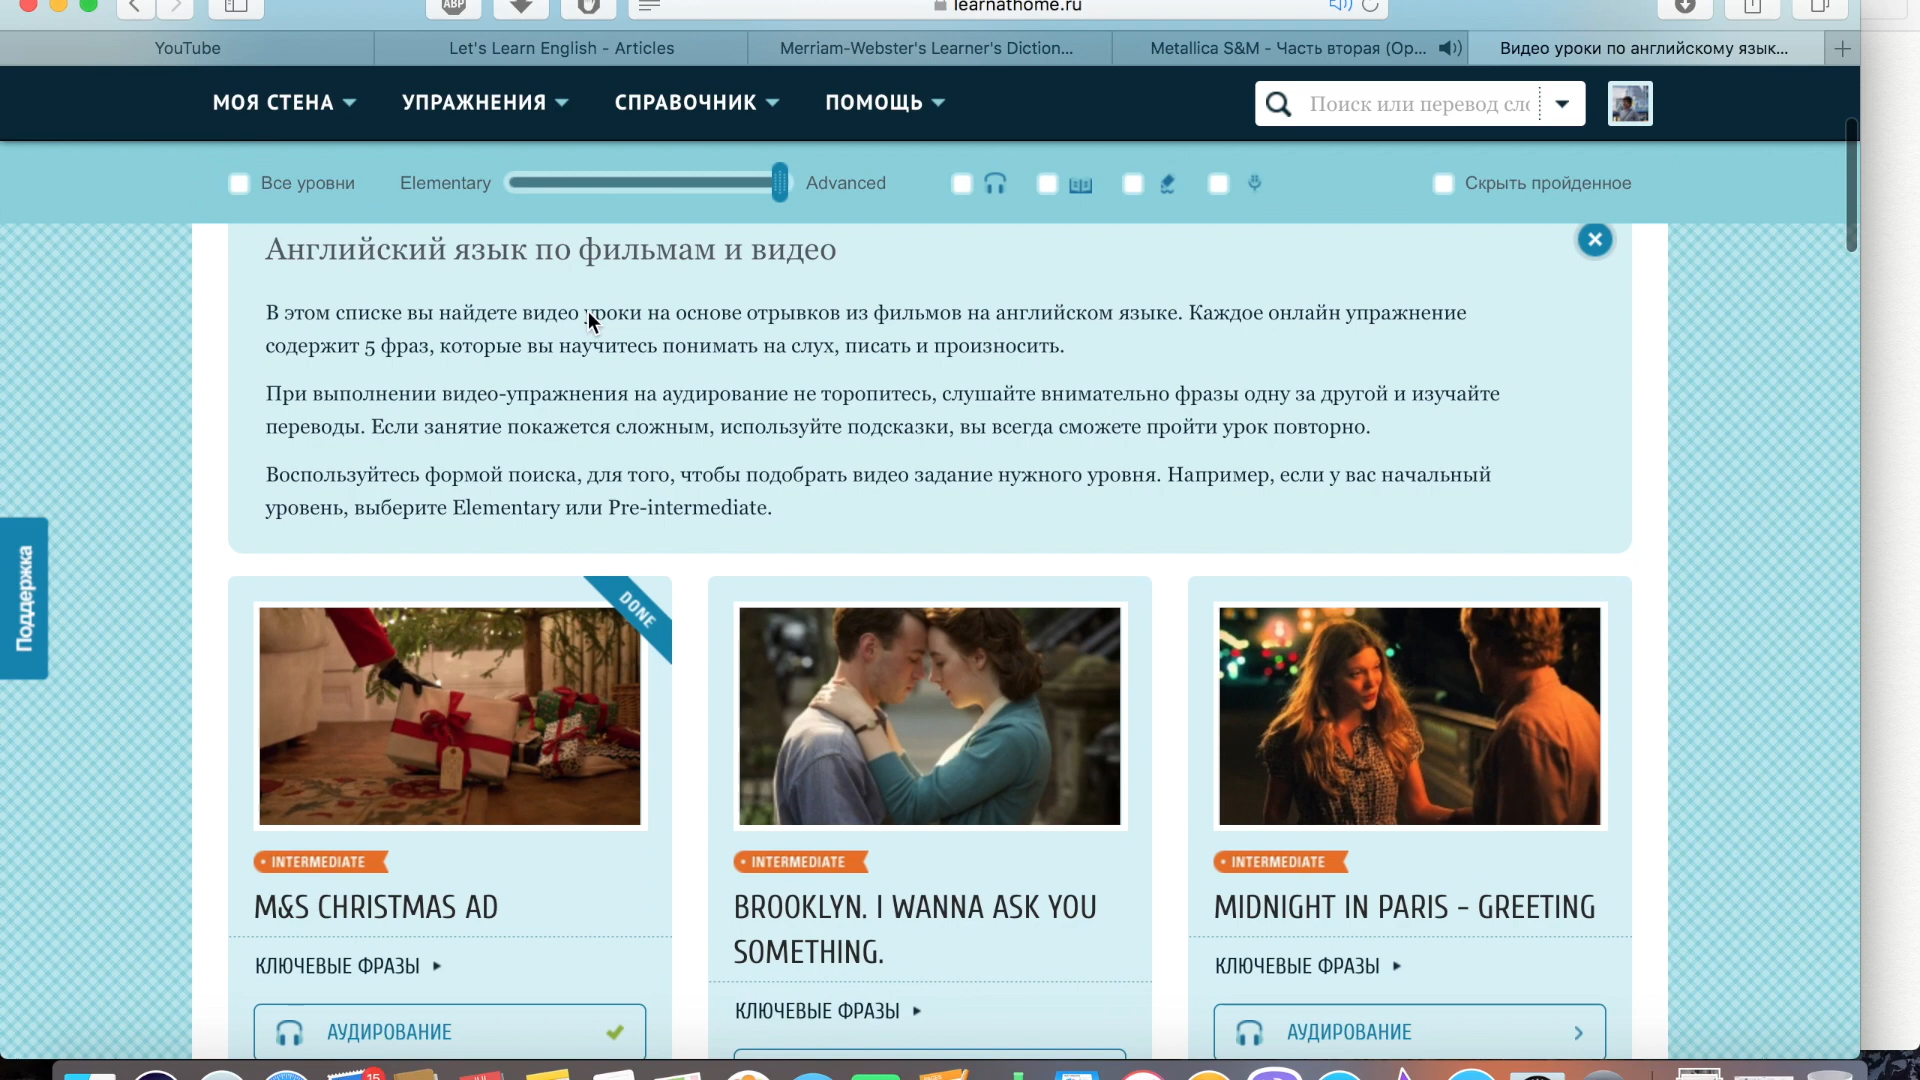 ABP
learnathome.ru
YouTube
Let's Learn English - Articles
Merriam-Webster's Learner's Diction...
Metallica S&M - Часть вторая (Ор...
Видео уроки по английскому язык...
МОЯ СТЕНА
УПРАЖНЕНИЯ
СПРАВОЧНИК
ПОМОЩЬ
Поиск или перевод сло
Все уровни
Elementary
Advanced
Скрыть пройденное
Английский язык по фильмам и видео
В этом списке вы найдете видео уроки на основе отрывков из фильмов на английском языке. Каждое онлайн упражнение
содержит 5 фраз, которые вы научитесь понимать на слух, писать и произносить.
При выполнении видео-упражнения на аудирование не торопитесь, слушайте внимательно фразы одну за другой и изучайте
переводы. Если занятие покажется сложным, используйте подсказки, вы всегда сможете пройти урок повторно.
Воспользуйтесь формой поиска, для того, чтобы подобрать видео задание нужного уровня. Например, если у вас начальный
уровень, выберите Elementary или Pre-intermediate.
Поддержка
DONE
INTERMEDIATE
M&S CHRISTMAS AD
КЛЮЧЕВЫЕ ФРАЗЫ
АУДИРОВАНИЕ
INTERMEDIATE
BROOKLYN. I WANNA ASK YOU
SOMETHING.
КЛЮЧЕВЫЕ ФРАЗЫ
INTERMEDIATE
MIDNIGHT IN PARIS - GREETING
КЛЮЧЕВЫЕ ФРАЗЫ
АУДИРОВАНИЕ
15